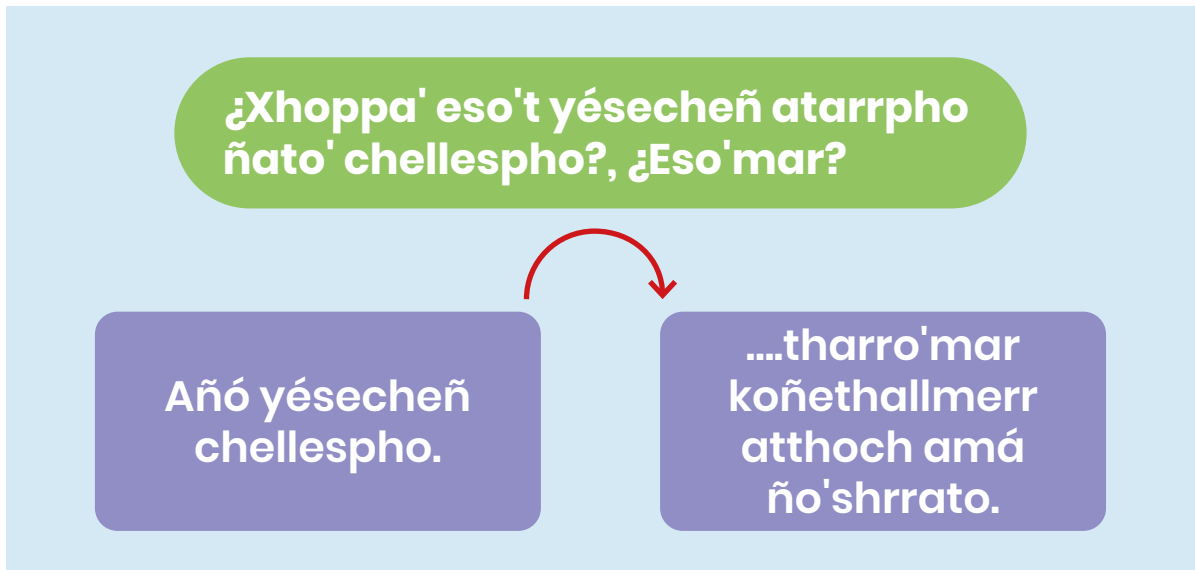 ¿Xhoppa' eso't yésecheñ atarrpho
ñato' chellespho?, ¿Eso'mar?
Añó yésecheñ
chellespho.
....tharro'mar
koñethallmerr
atthoch amá
ño'shrrato.